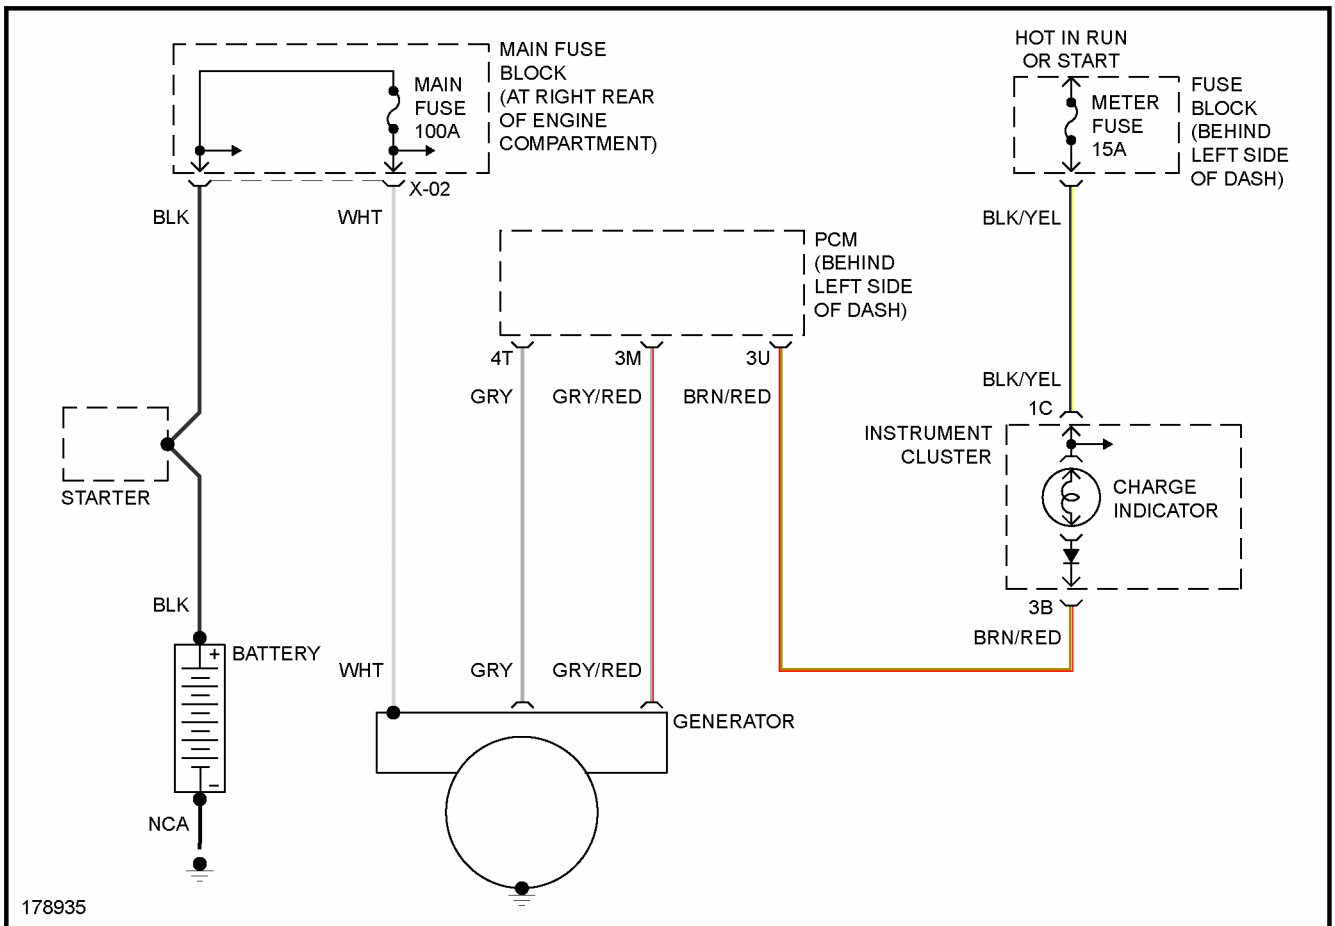 MAIN FUSE
BLOCK
(AT RIGHT REAR
OF ENGINE
COMPARTMENT)
MAIN
FUSE
100A
X-02
HOT IN RUN
OR START
METER
FUSE
15A
FUSE
BLOCK
(BEHIND
LEFT SIDE
OF DASH)
BLK
WHT
BLK/YEL
PCM
(BEHIND
LEFT SIDE
OF DASH)
4T
3M
3U
GRY
GRY/RED
BRN/RED
BLK/YEL
1C
INSTRUMENT
CLUSTER
CHARGE
INDICATOR
STARTER
3B
BRN/RED
BLK
+
BATTERY
–
NCA
WHT
GRY
GRY/RED
GENERATOR
178935